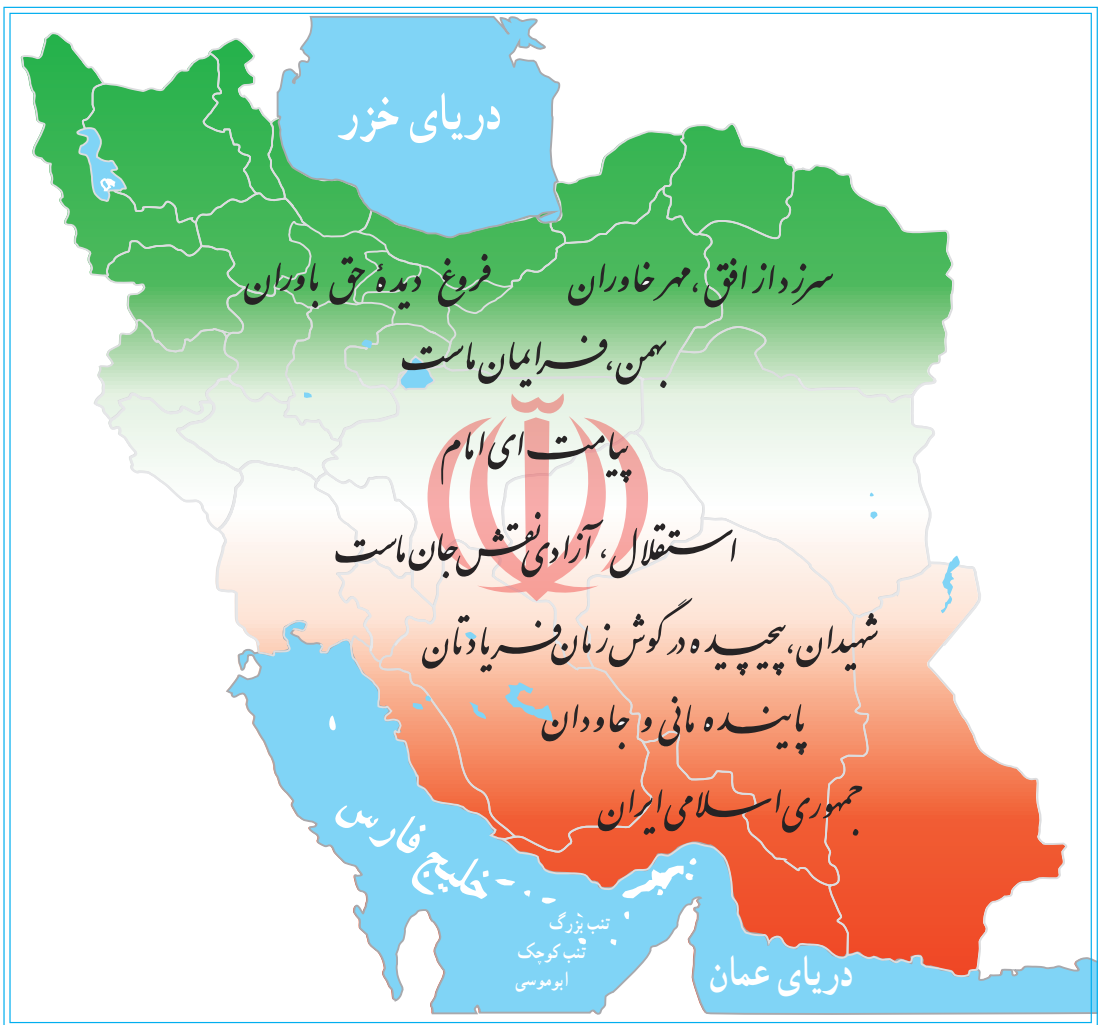 دریای خزر
سر زد از افق، مهر خاوران    فروغ دیدهٔ حق باوران
بهمن، فر ایمان ماست
پیامت ای امام
استقلال، آزادی نقش جان ماست
شهیدان، پیچیده در گوش زمان فریادتان
پاینده مانی و جاودان
جمهوری اسلامی ایران
خلیج فارس
تنب بزرگ
تنب کوچک
ابوموسی
دریای عمان